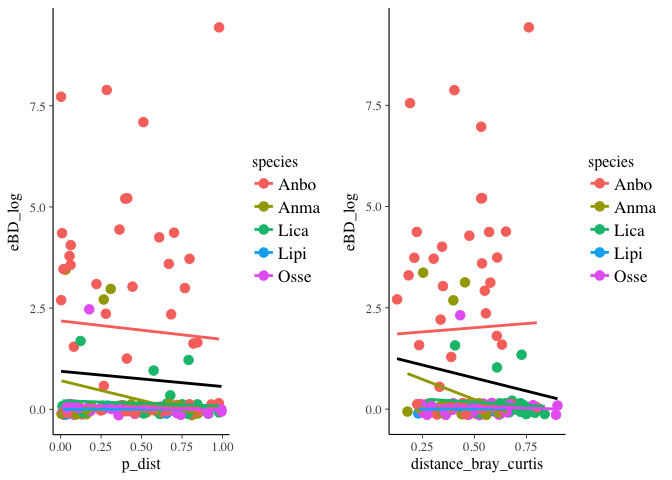 eBD_log
7.5
5.0
2.5
0.0
0.00 0.25 0.50 0.75 1.00
p_dist
species
Anbo
Anma
Lica
Lipi
Osse
eBD_log
7.5
5.0
2.5
0.0
0.25 0.50 0.75
distance_bray_curtis
species
Anbo
Anma
Lica
Lipi
Osse